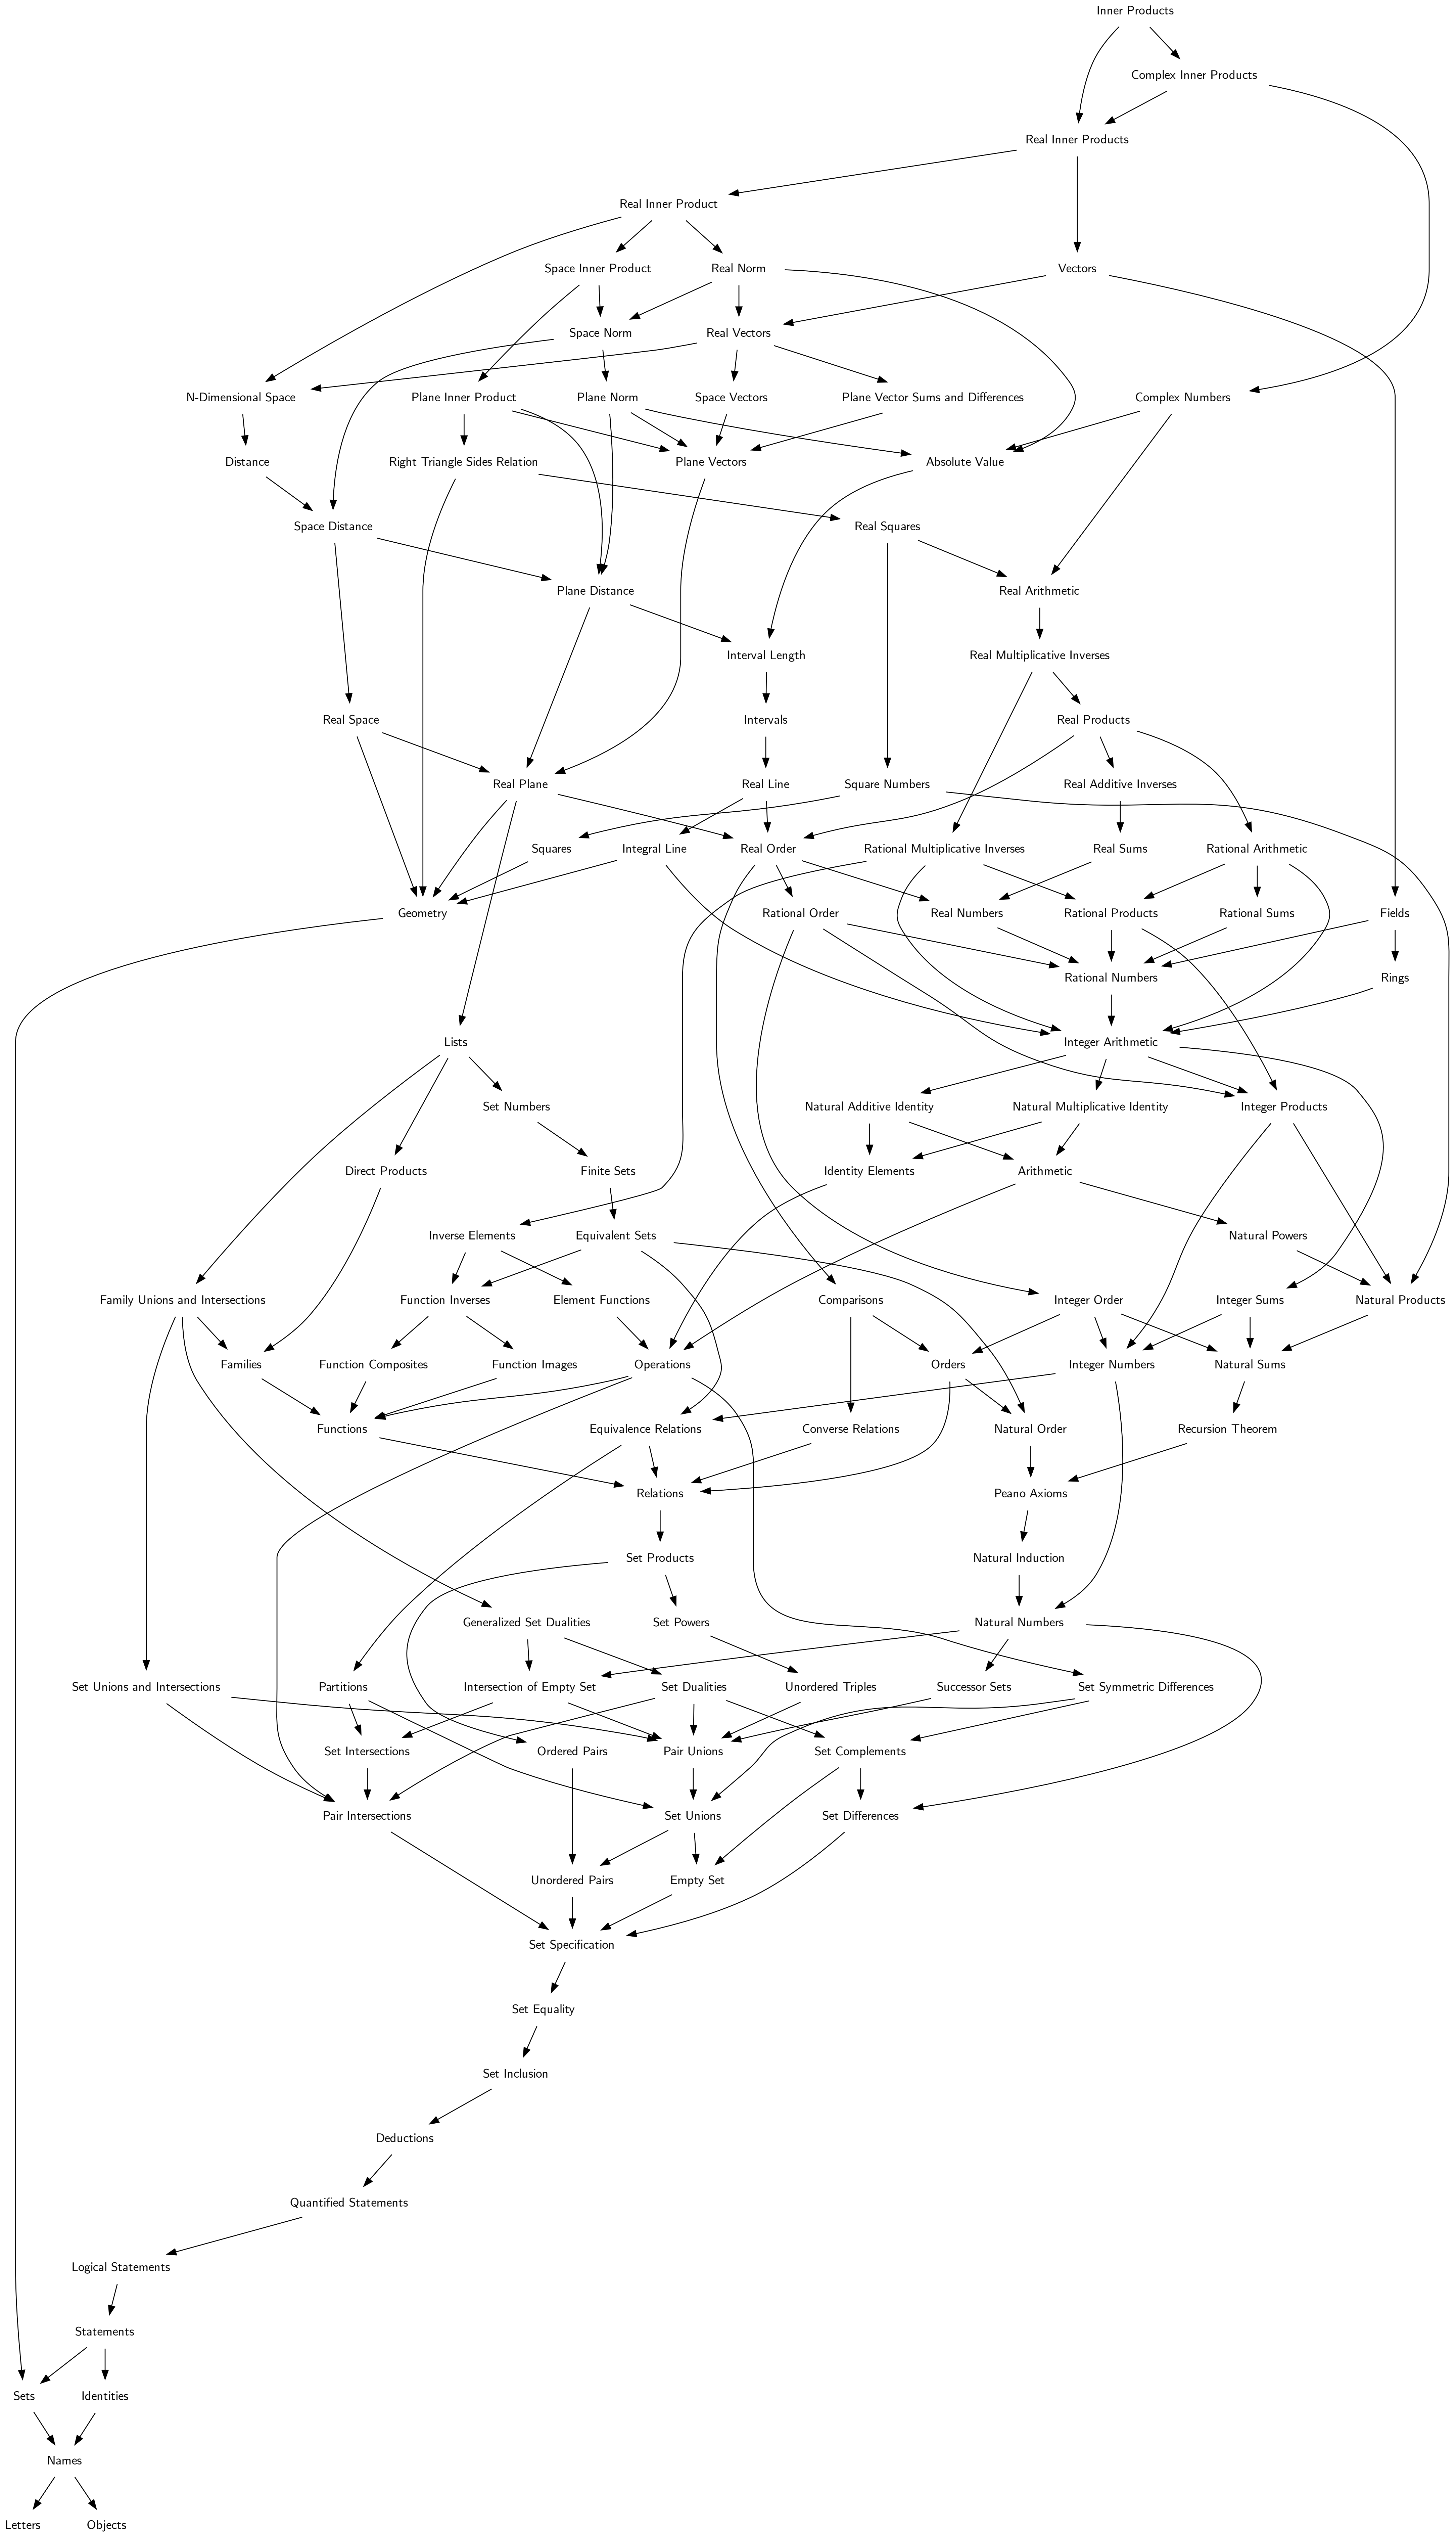 Inner Products
Complex Inner Products
Real Inner Products
Real Inner Product
Space Inner Product
Real Norm
Vectors
Space Norm
Real Vectors
N-Dimensional Space
Plane Inner Product
Plane Norm
Space Vectors
Plane Vector Sums and Differences
Complex Numbers
Distance
Right Triangle Sides Relation
Plane Vectors
Absolute Value
Space Distance
Real Squares
Plane Distance
Real Arithmetic
Interval Length
Real Multiplicative Inverses
Real Space
Intervals
Real Products
Real Plane
Real Line
Square Numbers
Real Additive Inverses
Squares
Integral Line
Real Order
Rational Multiplicative Inverses
Real Sums
Rational Arithmetic
Geometry
Rational Order
Real Numbers
Rational Products
Rational Sums
Fields
Rational Numbers
Rings
Lists
Integer Arithmetic
Set Numbers
Natural Additive Identity
Natural Multiplicative Identity
Integer Products
Direct Products
Finite Sets
Identity Elements
Arithmetic
Inverse Elements
Equivalent Sets
Natural Powers
Family Unions and Intersections
Function Inverses
Element Functions
Comparisons
Integer Order
Integer Sums
Natural Products
Families
Function Composites
Function Images
Operations
Orders
Integer Numbers
Natural Sums
Functions
Equivalence Relations
Converse Relations
Natural Order
Recursion Theorem
Relations
Peano Axioms
Set Products
Natural Induction
Generalized Set Dualities
Set Powers
Natural Numbers
Set Unions and Intersections
Partitions
Intersection of Empty Set
Set Dualities
Unordered Triples
Successor Sets
Set Symmetric Differences
Set Intersections
Ordered Pairs
Pair Unions
Set Complements
Pair Intersections
Set Unions
Set Differences
Unordered Pairs
Empty Set
Set Specification
Set Equality
Set Inclusion
Deductions
Quantified Statements
Logical Statements
Statements
Sets
Identities
Names
Letters
Objects